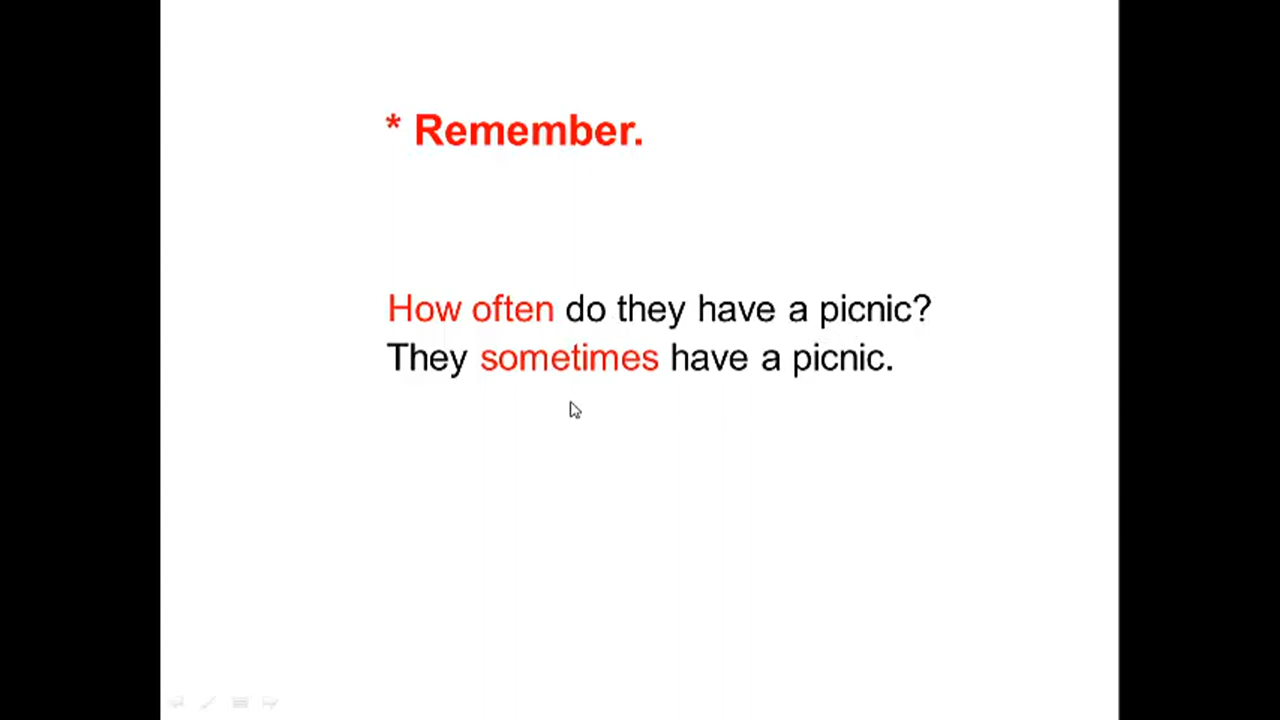 * Remember.
How often do they have a picnic?
They sometimes have a picnic.